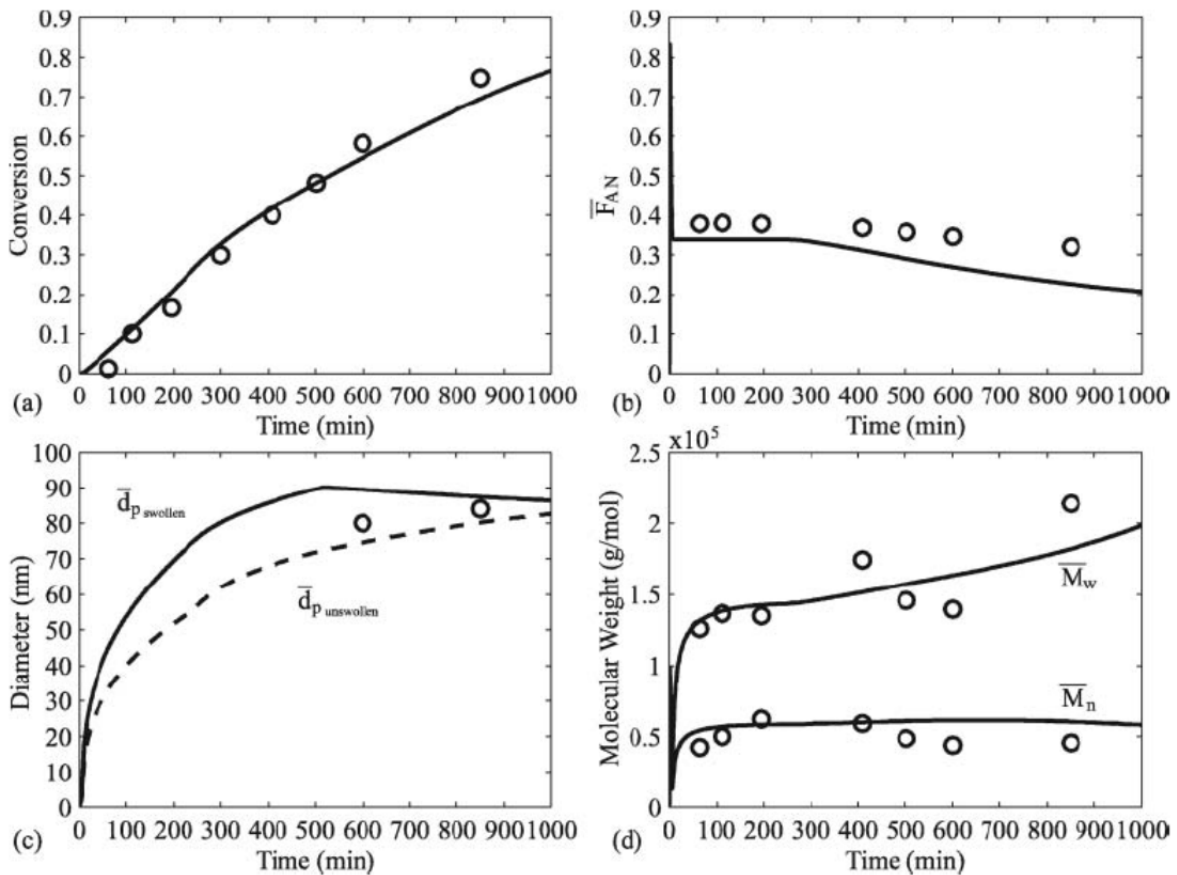 0.9
0.8
0.7
0.6
0.5
0.4
0.3
0.2
0.1
0
Conversion
0 100 200 300 400 500 600 700 800 900 1000
(a)
Time (min)
0.9
0.8
0.7
0.6
0.5
0.4
0.3
0.2
0.1
0
F̅AN
0 100 200 300 400 500 600 700 800 900 1000
(b)
Time (min)
100
90
80
70
60
50
40
30
20
10
0
Diameter (nm)
d̅p swollen
d̅p unswollen
0 100 200 300 400 500 600 700 800 900 1000
(c)
Time (min)
x10⁵
2.5
2
1.5
1
0.5
0
Molecular Weight (g/mol)
M̅w
M̅n
0 100 200 300 400 500 600 700 800 900 1000
(d)
Time (min)